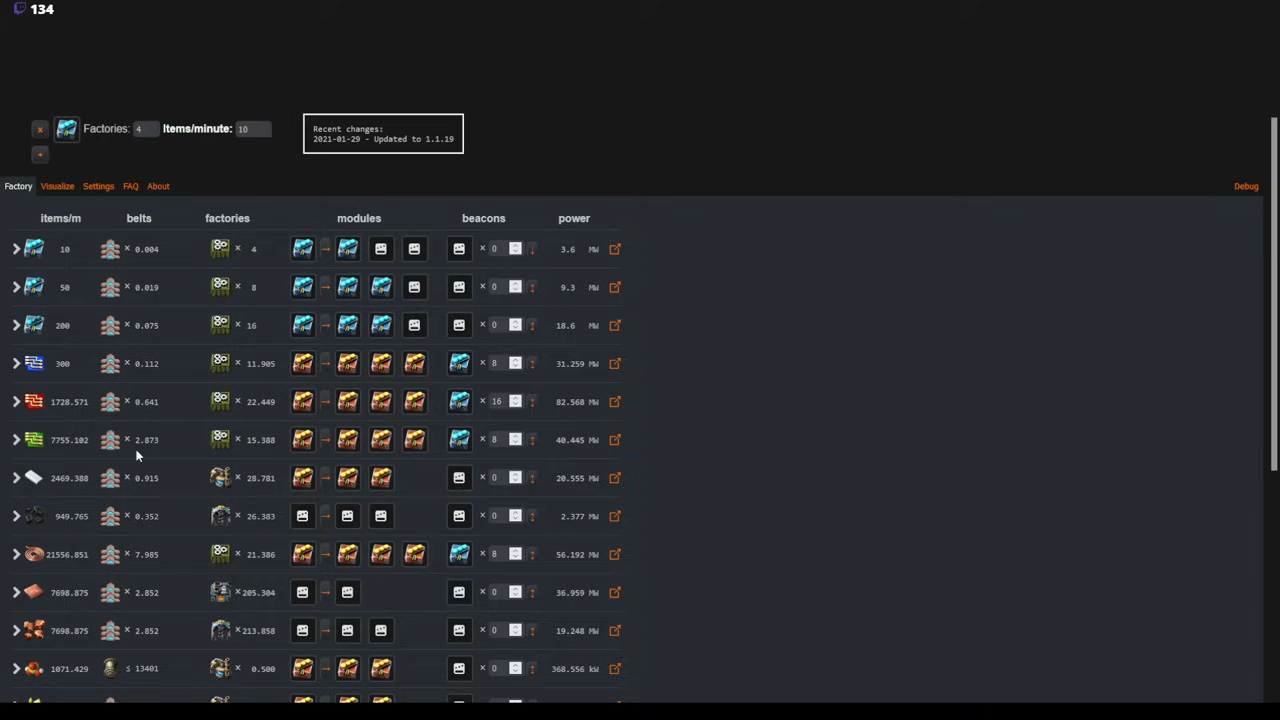 134
x Factories: 4 Items/minute: 10
+
Recent changes:
2021-01-29 - Updated to 1.1.19
Factory Visualize Settings FAQ About Debug
items/m belts factories modules beacons power
10 × 0.004 × 4 → × 0 3.6 MW
50 × 0.019 × 8 → × 0 9.3 MW
200 × 0.075 × 16 → × 0 18.6 MW
300 × 0.112 × 11.905 → × 8 31.259 MW
1728.571 × 0.641 × 22.449 → × 16 82.568 MW
7755.102 × 2.873 × 15.388 → × 8 40.445 MW
2469.388 × 0.915 × 28.781 → × 0 20.555 MW
949.765 × 0.352 × 26.383 → × 0 2.377 MW
21556.851 × 7.985 × 21.386 → × 8 56.192 MW
7698.875 × 2.852 × 205.304 → × 0 36.959 MW
7698.875 × 2.852 × 213.858 → × 0 19.248 MW
1071.429 ≤ 13401 × 0.500 → × 0 368.556 kW